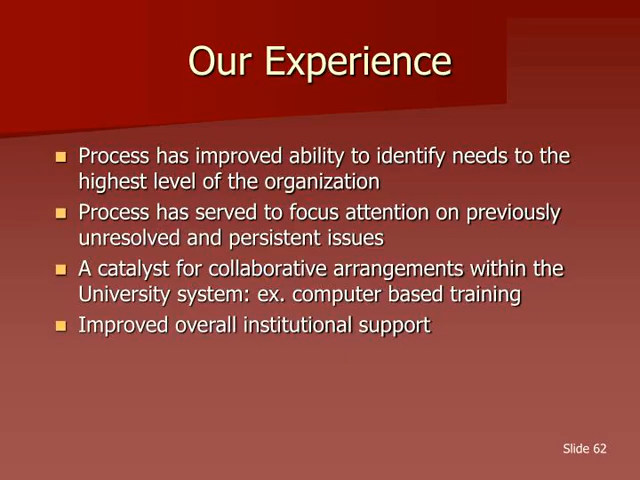 Our Experience
Process has improved ability to identify needs to the
highest level of the organization
Process has served to focus attention on previously
unresolved and persistent issues
A catalyst for collaborative arrangements within the
University system: ex. computer based training
Improved overall institutional support
Slide 62